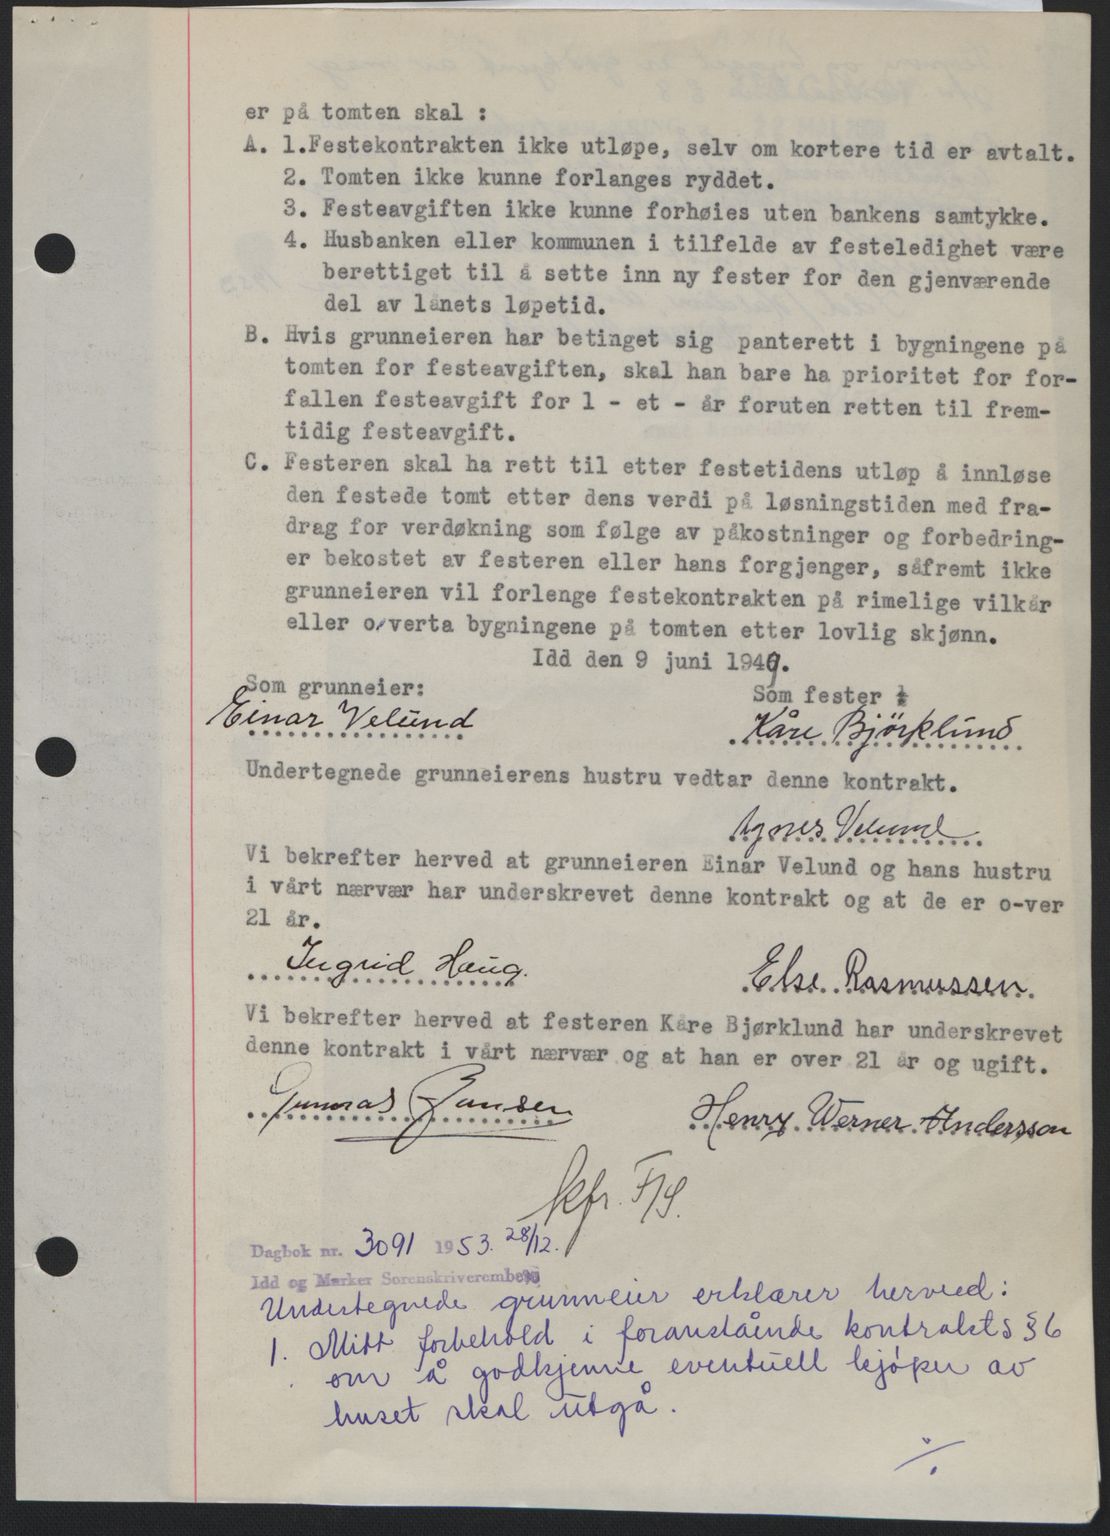 er på tomten skal :
A. 1.Festekontrakten ikke utløpe, selv om kortere tid er avtalt.
2. Tomten ikke kunne forlanges ryddet.
3. Festeavgiften ikke kunne forhøies uten bankens samtykke.
4. Husbanken eller kommunen i tilfelde av festeledighet være
berettiget til å sette inn ny fester for den gjenværende
del av lånets løpetid.
B. Hvis grunneieren har betinget sig panterett i bygningene på
tomten for festeavgiften, skal han bare ha prioritet for for-
fallen festeavgift for 1 - et - år foruten retten til frem-
tidig festeavgift.
C. Festeren skal ha rett til etter festetidens utløp å innløse
den festede tomt etter dens verdi på løsningstiden med fra-
drag for verdøkning som følge av påkostninger og forbedring-
er bekostet av festeren eller hans forgjenger, såfremt ikke
grunneieren vil forlenge festekontrakten på rimelige vilkår
eller o/verta bygningene på tomten etter lovlig skjønn.
Idd den 9 juni 1949.
Som grunneier: Som fester
Einar Velund Kåre Björklund
Undertegnede grunneierens hustru vedtar denne kontrakt.
Agnes Velund
Vi bekrefter herved at grunneieren Einar Velund og hans hustru
i vårt nærvær har underskrevet denne kontrakt og at de er o-ver
21 år.
Ingrid Haug. Else Rasmussen
Vi bekrefter herved at festeren Kåre Bjørklund har underskrevet
denne kontrakt i vårt nærvær og at han er over 21 år og ugift.
Henry Werner Andersson
Dagbok nr. 3091 1953. 28/12.
Idd og Marker Sorenskriverembete
Undertegnede grunneier erklærer herved:
1. Mitt forbehold i foranstående kontrakts § 6
om å godkjenne eventuell kjøper av
huset skal utgå.
./.